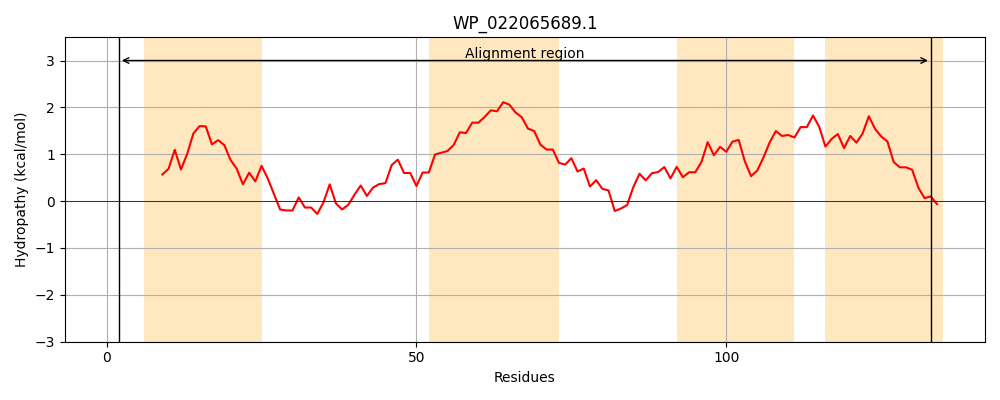 WP_022065689.1
Alignment region
3
2
1
0
−1
−2
−3
Hydropathy (kcal/mol)
0
50
100
Residues